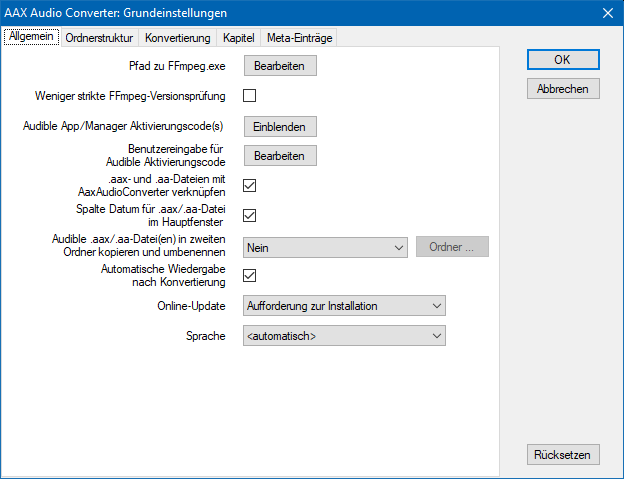 AAX Audio Converter: Grundeinstellungen
Allgemein Ordnerstruktur Konvertierung Kapitel Meta-Einträge
Pfad zu FFmpeg.exe Bearbeiten
OK
Weniger strikte FFmpeg-Versionsprüfung
Abbrechen
Audible App/Manager Aktivierungscode(s) Einblenden
Benutzereingabe für
Audible Aktivierungscode
Bearbeiten
.aax- und .aa-Dateien mit
AaxAudioConverter verknüpfen
Spalte Datum für .aax/.aa-Datei
im Hauptfenster
Audible .aax/.aa-Datei(en) in zweiten
Ordner kopieren und umbenennen
Nein
Ordner ...
Automatische Wiedergabe
nach Konvertierung
Online-Update Aufforderung zur Installation
Sprache <automatisch>
Rücksetzen